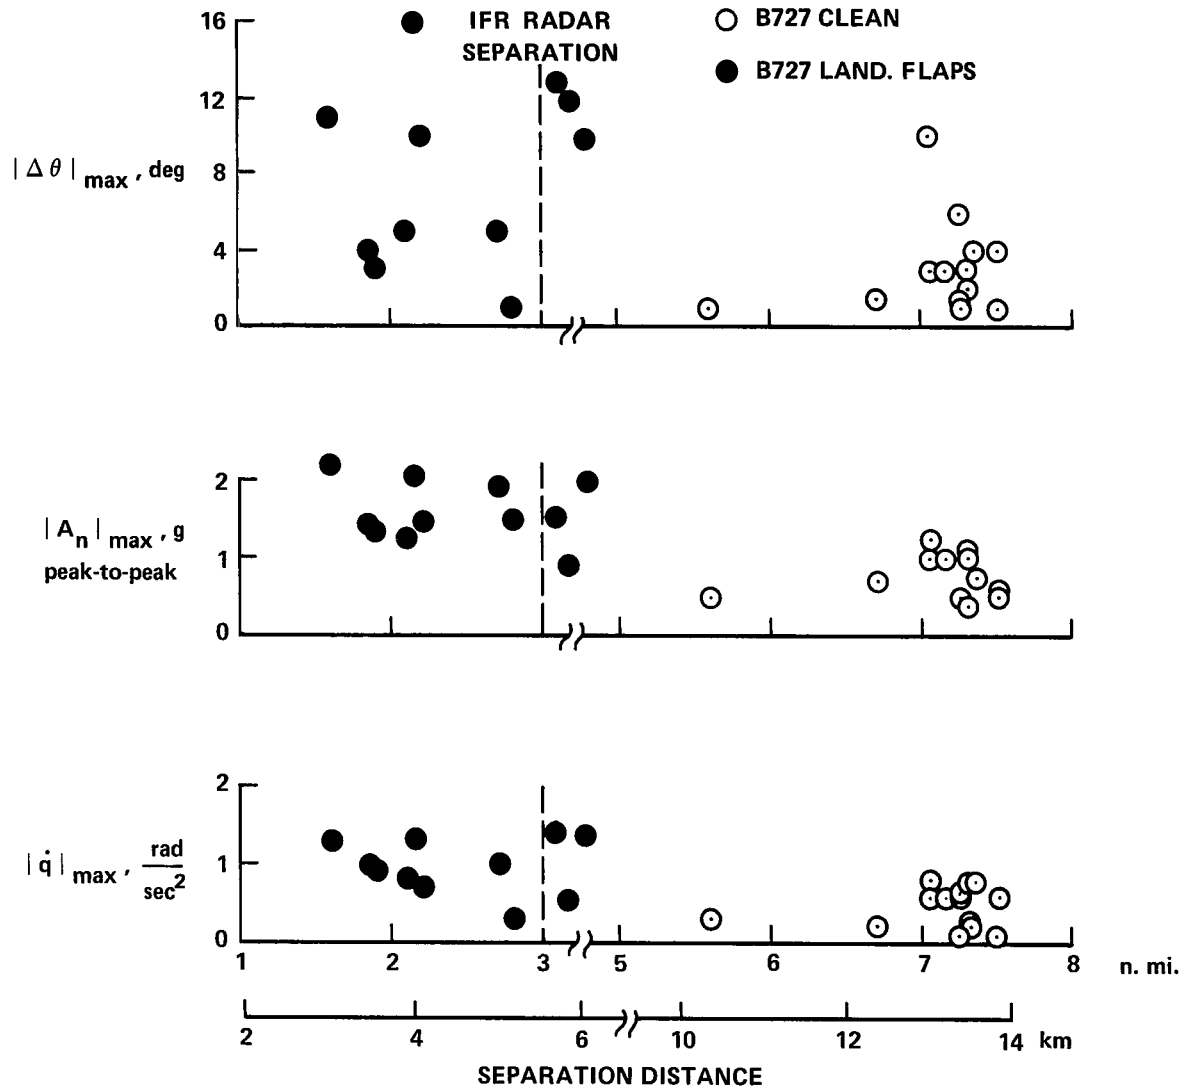 16
IFR RADAR
SEPARATION
B727 CLEAN
B727 LAND. FLAPS
12
|Δ θ| max , deg
8
4
0
2
|An| max , g
peak-to-peak
1
0
2
|q̇| max , rad/sec²
1
0
1 2 3 5 6 7 8 n. mi.
2 4 6 10 12 14 km
SEPARATION DISTANCE